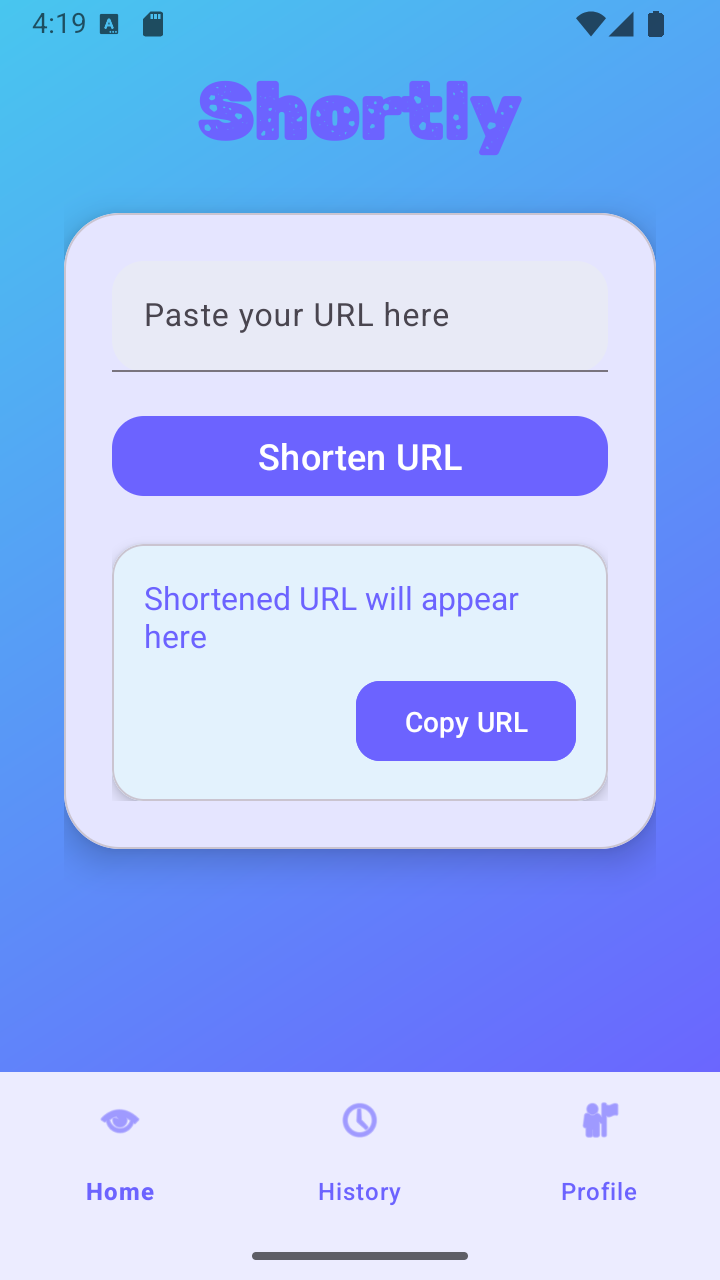 4:19
Shortly
Paste your URL here
Shorten URL
Shortened URL will appear
here
Copy URL
Home
History
Profile